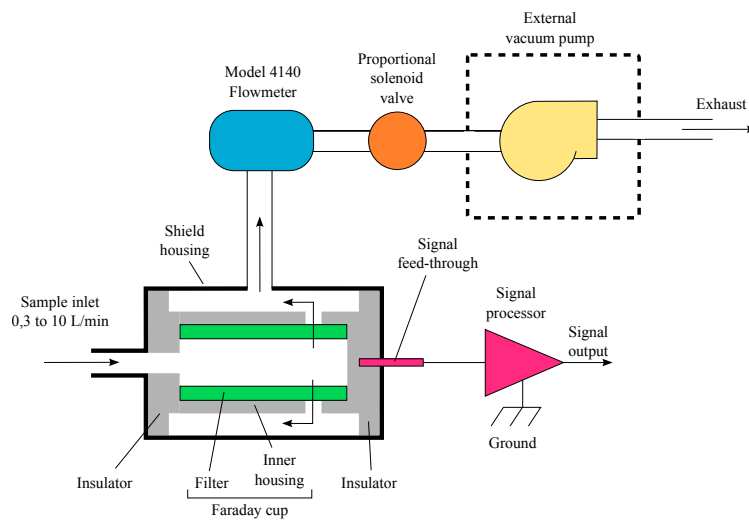 External
vacuum pump
Proportional
solenoid
valve
Model 4140
Flowmeter
Exhaust
Shield
housing
Signal
feed-through
Signal
processor
Sample inlet
0,3 to 10 L/min
Signal
output
Ground
Insulator
Filter
Inner
housing
Insulator
Faraday cup